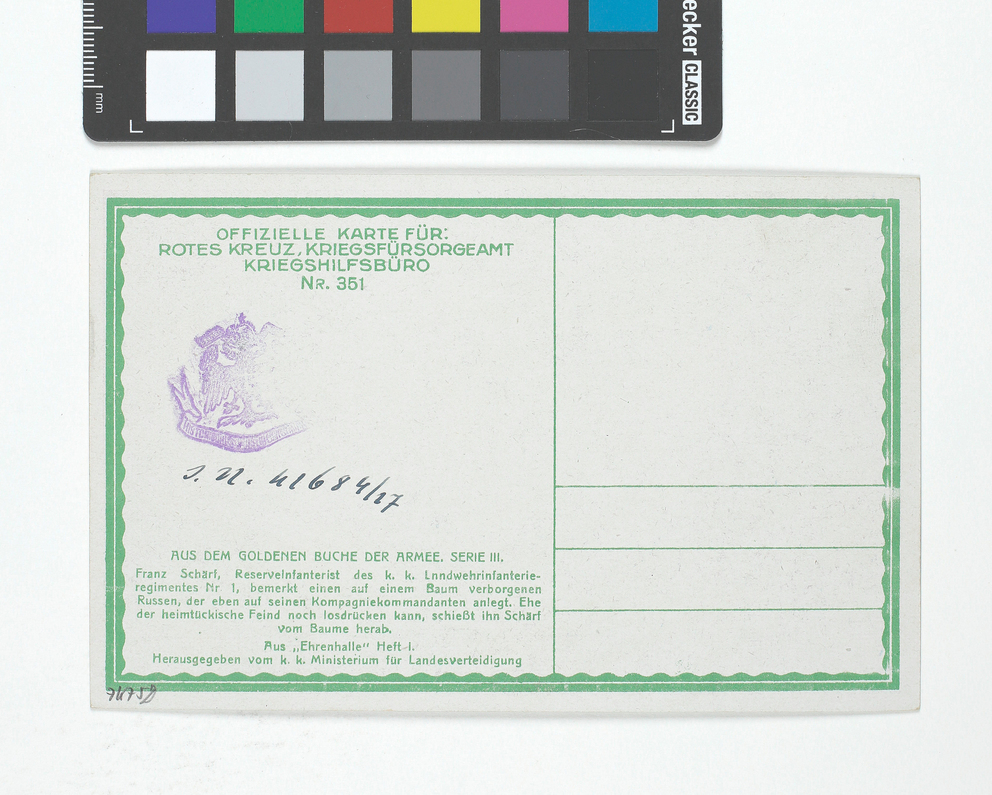 mm
ecker
CLASSIC
OFFIZIELLE KARTE FÜR:
ROTES KREUZ, KRIEGSFÜRSORGEAMT
KRIEGSHILFSBÜRO
NR. 351
J. N. 41684/17
AUS DEM GOLDENEN BUCHE DER ARMEE. SERIE III.
Franz Schärf, Reserveinfanterist des k. k. Lnndwehrinfanterie-
regimentes Nr 1, bemerkt einen auf einem Baum verborgenen
Russen, der eben auf seinen Kompagniekommandanten anlegt. Ehe
der heimtückische Feind noch losdrücken kann, schießt ihn Schärf
vom Baume herab.
Aus „Ehrenhalle" Heft I.
Herausgegeben vom k. k. Ministerium für Landesverteidigung